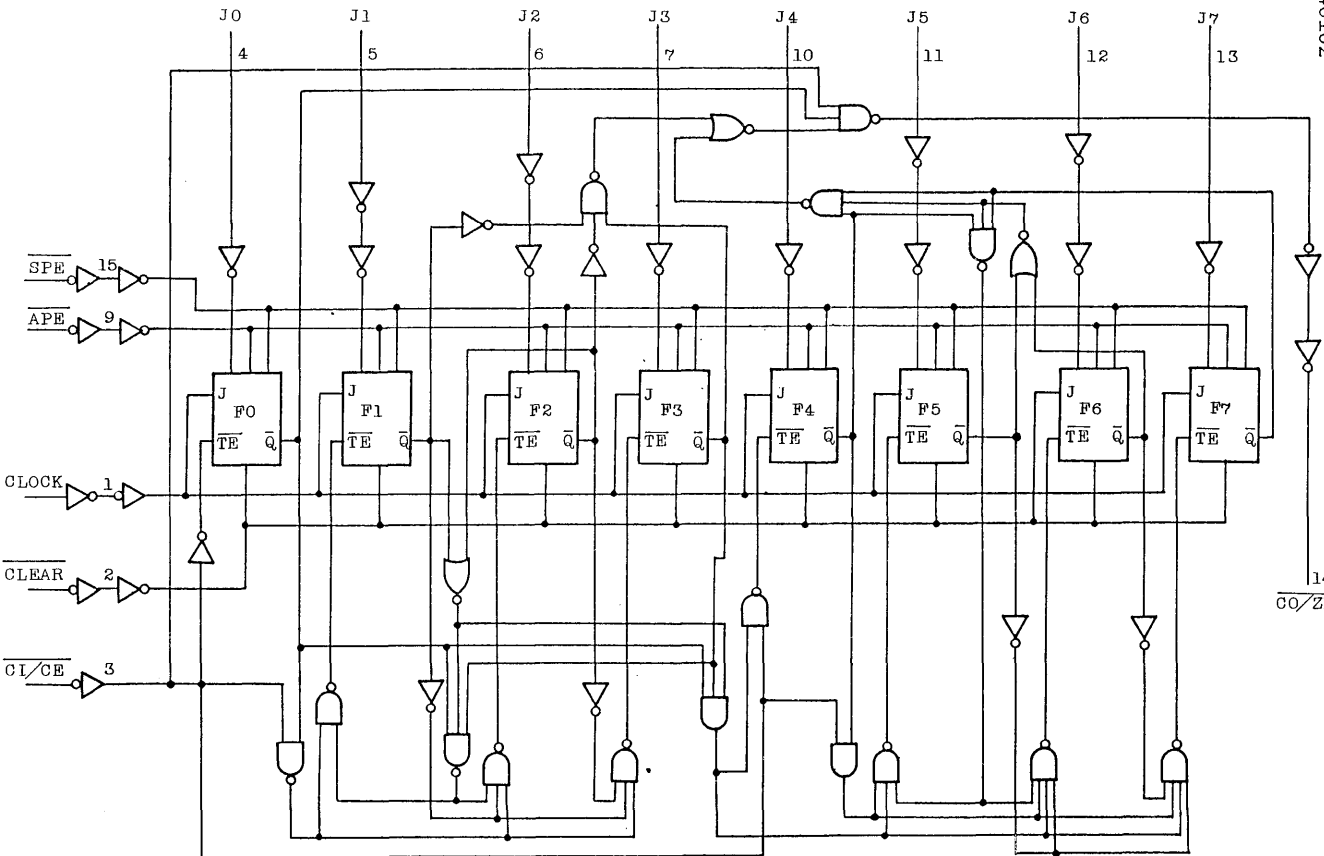 J0 J1 J2 J3 J4 J5 J6 J7
4 5 6 7 10 11 12 13
SPE 15
APE 9
J J J J J J J J
F0 F1 F2 F3 F4 F5 F6 F7
TE Q TE Q TE Q TE Q TE Q TE Q TE Q TE Q
CLOCK 1
CLEAR 2
CO/Z
CI/CE 3